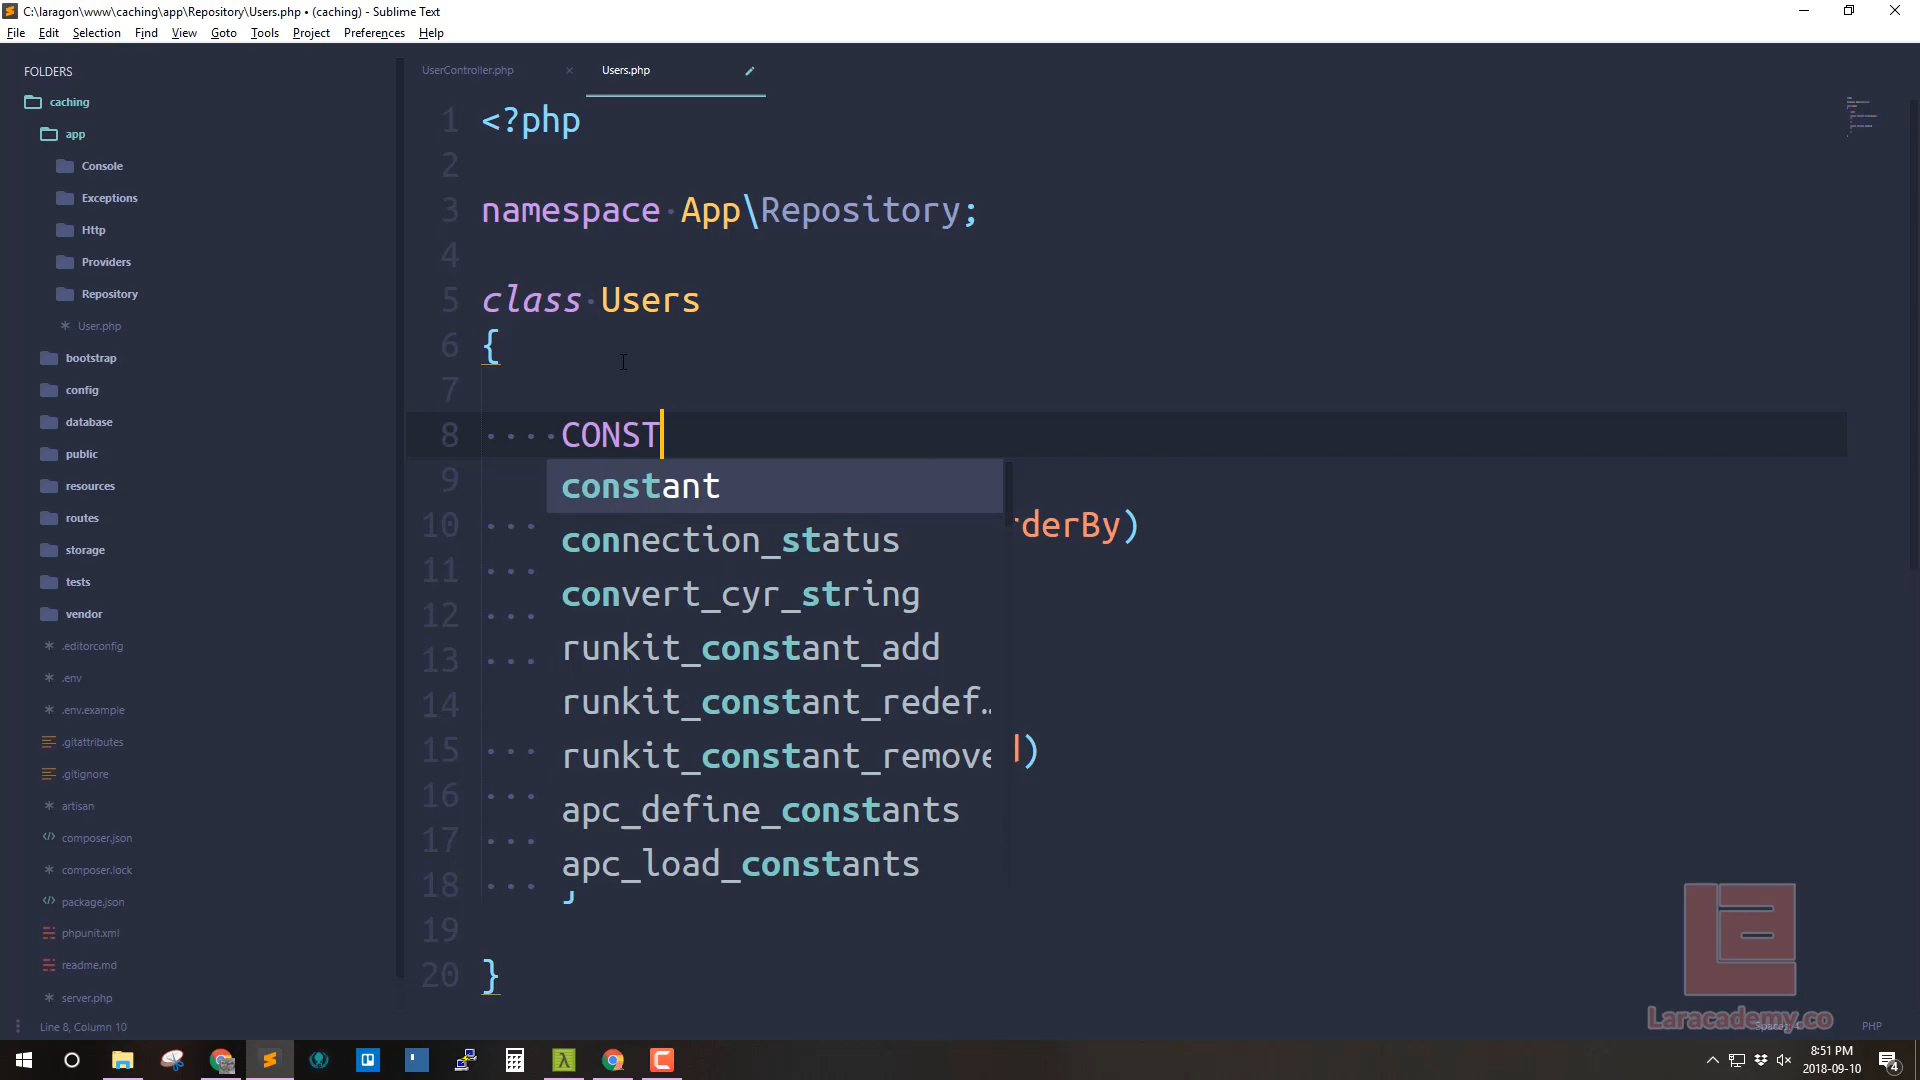 C:\laragon\www\caching\app\Repository\Users.php • (caching) - Sublime Text
File Edit Selection Find View Goto Tools Project Preferences Help
FOLDERS
caching
app
Console
Exceptions
Http
Providers
Repository
User.php
bootstrap
config
database
public
resources
routes
storage
tests
vendor
.editorconfig
.env
.env.example
.gitattributes
.gitignore
artisan
composer.json
composer.lock
package.json
phpunit.xml
readme.md
server.php
UserController.php × Users.php
1 <?php
2
3 namespace App\Repository;
4
5 class Users
6 {
7
8 CONST
9
10 rderBy)
11
12
13
14
15 )
16
17
18 }
19
20 }
constant
connection_status
convert_cyr_string
runkit_constant_add
runkit_constant_redef…
runkit_constant_remove
apc_define_constants
apc_load_constants
Laracademy.co
Line 8, Column 10
Spaces: 4
PHP
8:51 PM
2018-09-10
4